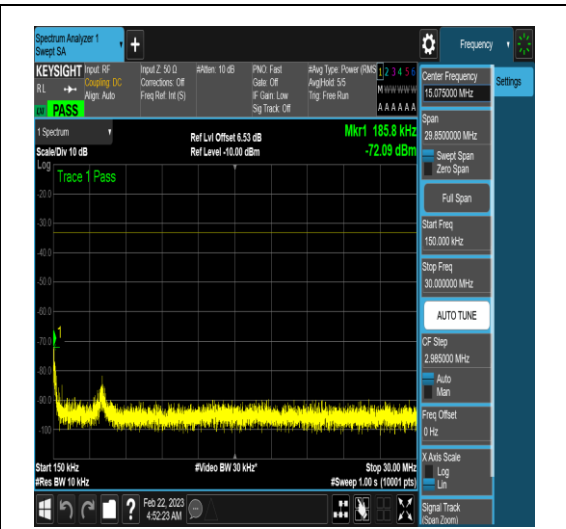 Spectrum Analyzer 1
Swept SA
+
Frequency
KEYSIGHT
RL
PASS
Input: RF
Coupling: DC
Align: Auto
Input Z: 50 Ω
Corrections: Off
Freq Ref: Int (S)
#Atten: 10 dB
PNO: Fast
Gate: Off
IF Gain: Low
Sig Track: Off
#Avg Type: Power (RMS
Avg|Hold: 5/5
Trig: Free Run
1 2 3 4 5 6
M W W W W W
A A A A A A
1 Spectrum
Scale/Div 10 dB
Ref Lvl Offset 6.53 dB
Ref Level -10.00 dBm
Mkr1 185.8 kHz
-72.09 dBm
Log
Trace 1 Pass
-20.0
-30.0
-40.0
-50.0
-60.0
-70.0
-80.0
-90.0
-100
1
Start 150 kHz
#Res BW 10 kHz
#Video BW 30 kHz*
Stop 30.00 MHz
#Sweep 1.00 s (10001 pts)
?
Feb 22, 2023
4:52:23 AM
Center Frequency
15.075000 MHz
Span
29.8500000 MHz
Swept Span
Zero Span
Full Span
Start Freq
150.000 kHz
Stop Freq
30.000000 MHz
AUTO TUNE
CF Step
2.985000 MHz
Auto
Man
Freq Offset
0 Hz
X Axis Scale
Log
Lin
Signal Track
(Span Zoom)
Settings